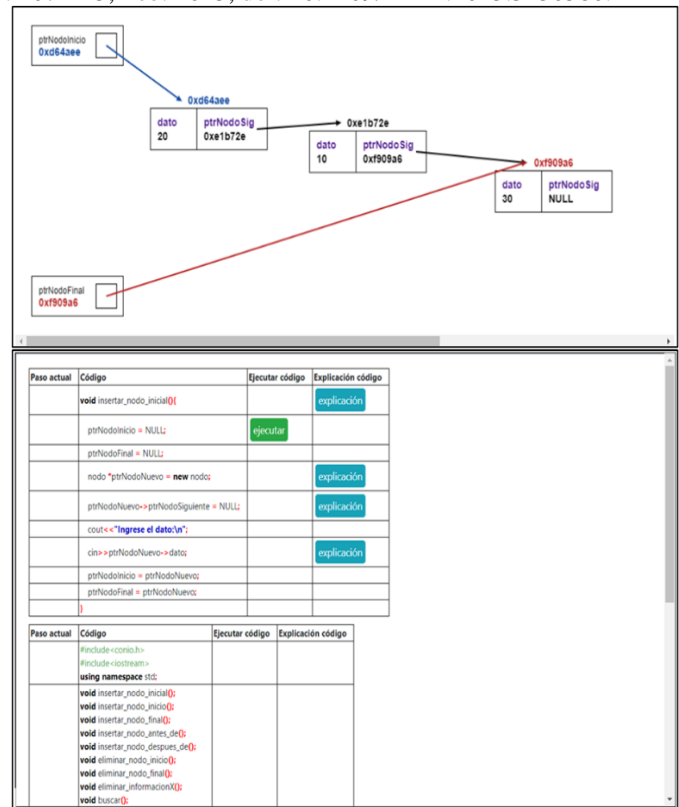 ptrNodoInicio
0xd64aee
0xd64aee
dato ptrNodoSig
20 0xe1b72e
0xe1b72e
dato ptrNodoSig
10 0xf909a6
0xf909a6
dato ptrNodoSig
30 NULL
ptrNodoFinal
0xf909a6
Paso actual Código Ejecutar código Explicación código
void insertar_nodo_inicial(){ explicación
ptrNodoInicio = NULL; ejecutar
ptrNodoFinal = NULL;
nodo *ptrNodoNuevo = new nodo; explicación
ptrNodoNuevo->ptrNodoSiguiente = NULL; explicación
cout<<"Ingrese el dato:\n";
cin>>ptrNodoNuevo->dato; explicación
ptrNodoInicio = ptrNodoNuevo;
ptrNodoFinal = ptrNodoNuevo;
}
Paso actual Código Ejecutar código Explicación código
#include<conio.h>
#include<iostream>
using namespace std;
void insertar_nodo_inicial();
void insertar_nodo_inicio();
void insertar_nodo_final();
void insertar_nodo_antes_de();
void insertar_nodo_despues_de();
void eliminar_nodo_inicio();
void eliminar_nodo_final();
void eliminar_informacionX();
void buscar();